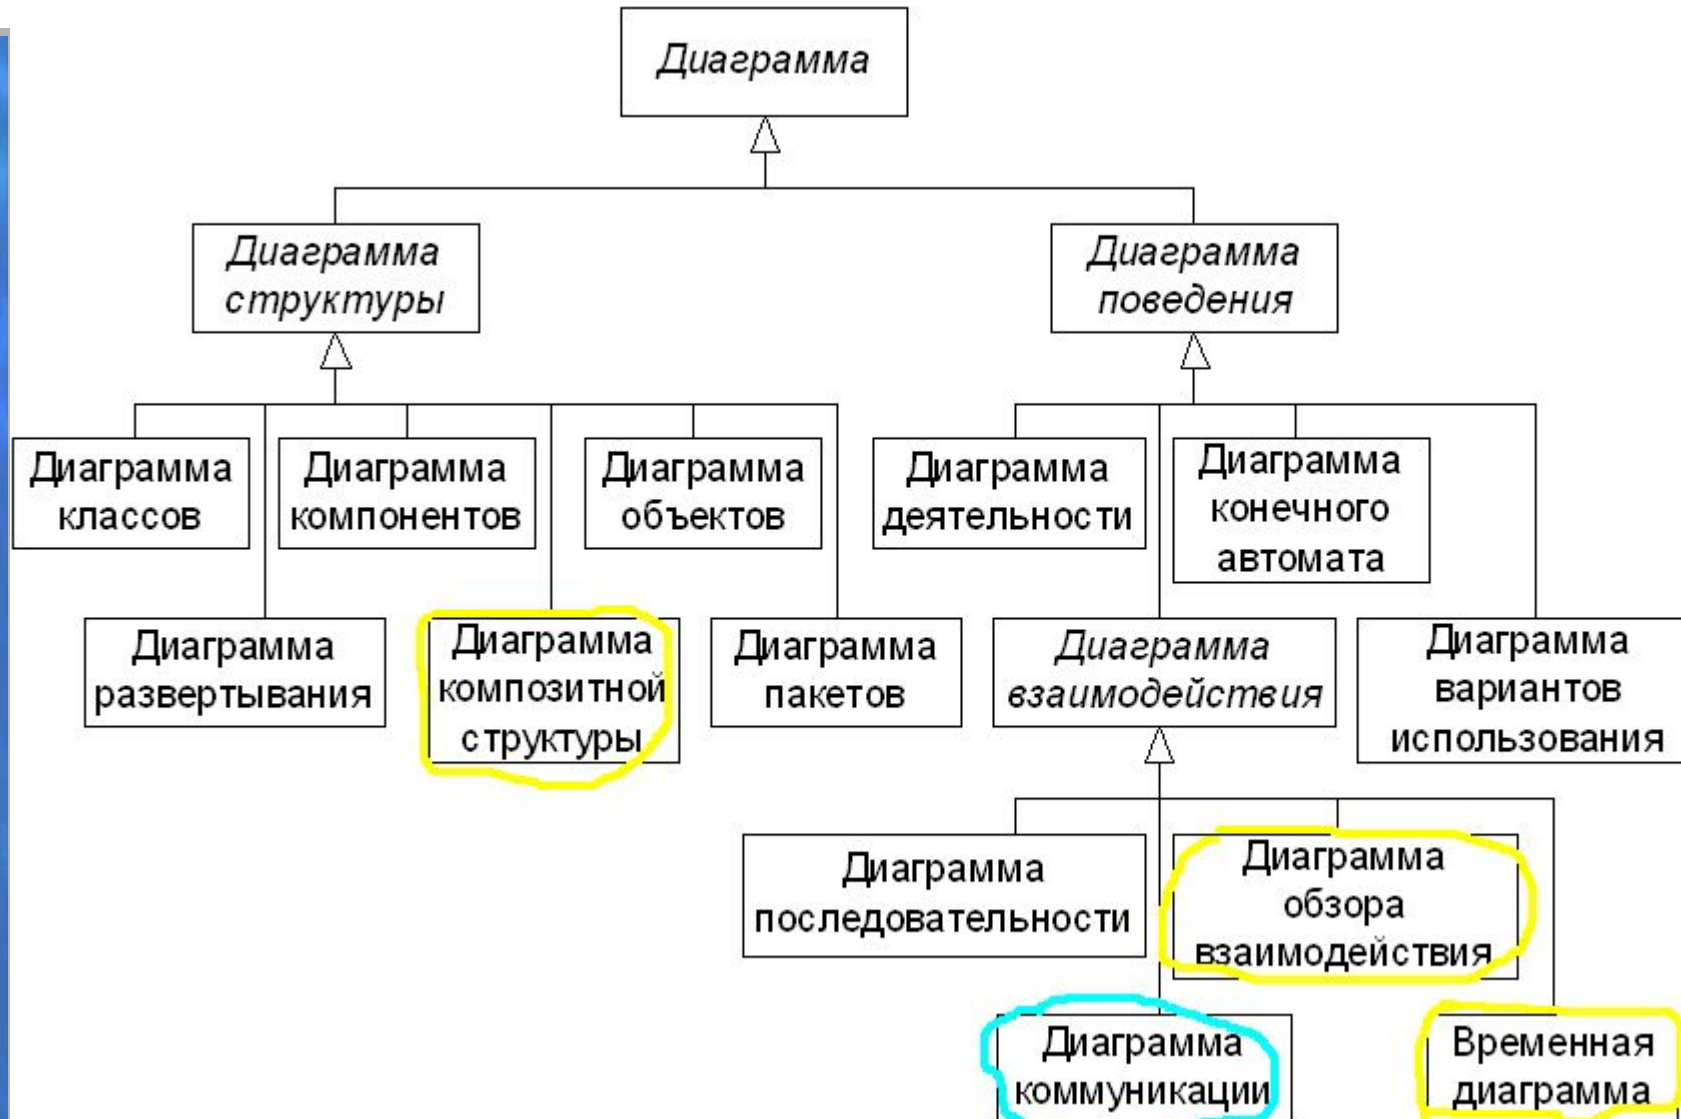 Диаграмма
Диаграмма
структуры
Диаграмма
поведения
Диаграмма
классов
Диаграмма
компонентов
Диаграмма
объектов
Диаграмма
деятельности
Диаграмма
конечного
автомата
Диаграмма
развертывания
Диаграмма
композитной
структуры
Диаграмма
пакетов
Диаграмма
взаимодействия
Диаграмма
вариантов
использования
Диаграмма
последовательности
Диаграмма
обзора
взаимодействия
Диаграмма
коммуникации
Временная
диаграмма